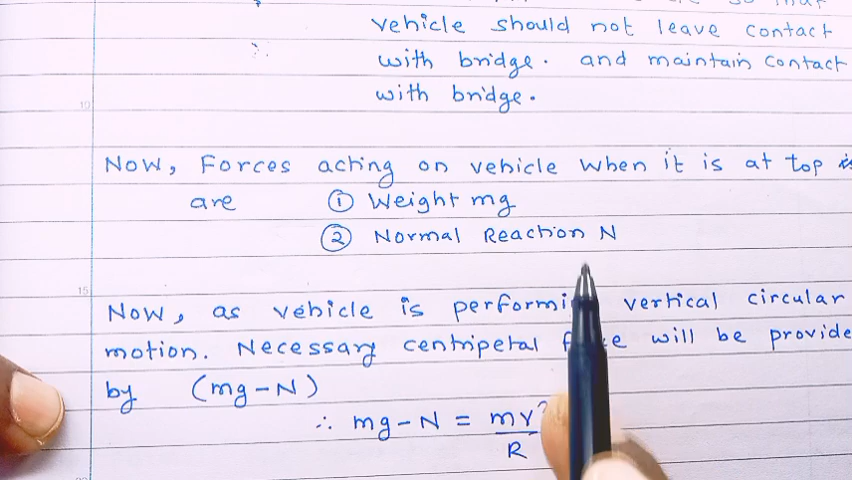 vehicle should not leave contact
with bridge. and maintain contact
with bridge.
10
Now, Forces acting on vehicle when it is at top
are ① Weight mg
② Normal Reaction N
15
Now, as vehicle is vertical circular
motion. Necessary centripetal will be provide
by (mg-N)
∴ mg-N = mv²
R